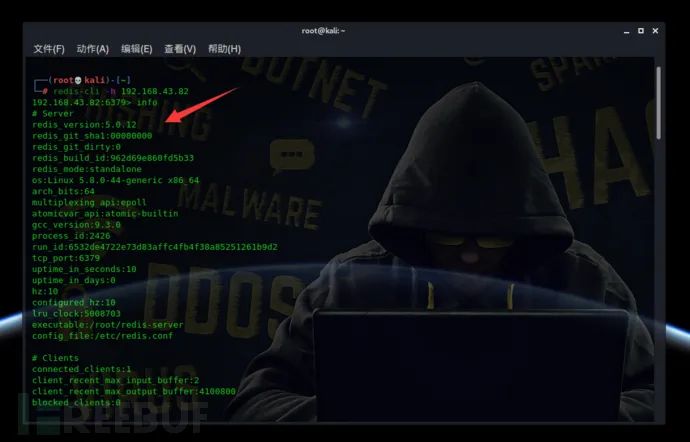 root@kali: ~
文件(F) 动作(A) 编辑(E) 查看(V) 帮助(H)
┌──(root💀kali)-[~]
└─# redis-cli -h 192.168.43.82
192.168.43.82:6379> info
# Server
redis_version:5.0.12
redis_git_sha1:00000000
redis_git_dirty:0
redis_build_id:962d69e860fd5b33
redis_mode:standalone
os:Linux 5.8.0-44-generic x86_64
arch_bits:64
multiplexing_api:epoll
atomicvar_api:atomic-builtin
gcc_version:9.3.0
process_id:2426
run_id:6532de4722e73d83affc4fb4f38a85251261b9d2
tcp_port:6379
uptime_in_seconds:10
uptime_in_days:0
hz:10
configured_hz:10
lru_clock:5008703
executable:/root/redis-server
config_file:/etc/redis.conf
# Clients
connected_clients:1
client_recent_max_input_buffer:2
client_recent_max_output_buffer:4100800
blocked_clients:0
BOTNET
SPAM
MALWARE
DDOS
REEBUF